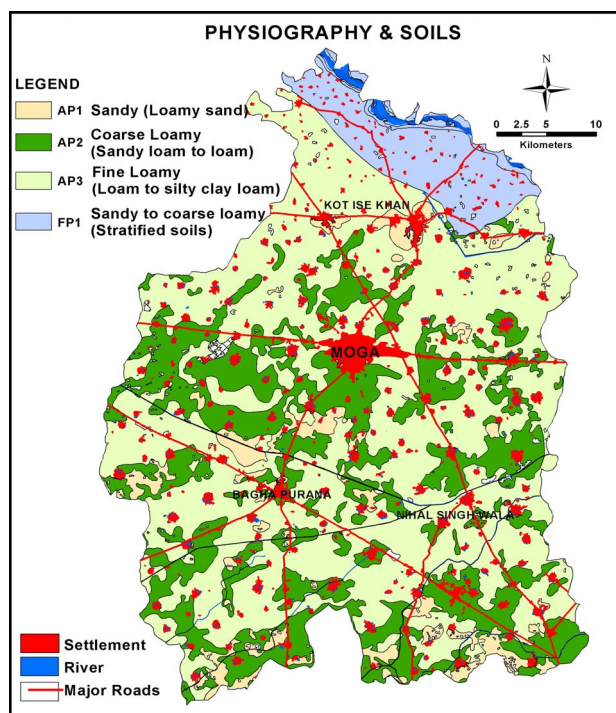 PHYSIOGRAPHY & SOILS
LEGEND
AP1 Sandy (Loamy sand)
AP2 Coarse Loamy
(Sandy loam to loam)
AP3 Fine Loamy
(Loam to silty clay loam)
FP1 Sandy to coarse loamy
(Stratified soils)
N
5 2.5 0 5 10
Kilometers
KOT ISE KHAN
MOGA
BAGHA PURANA
NIHAL SINGH WALA
Settlement
River
Major Roads